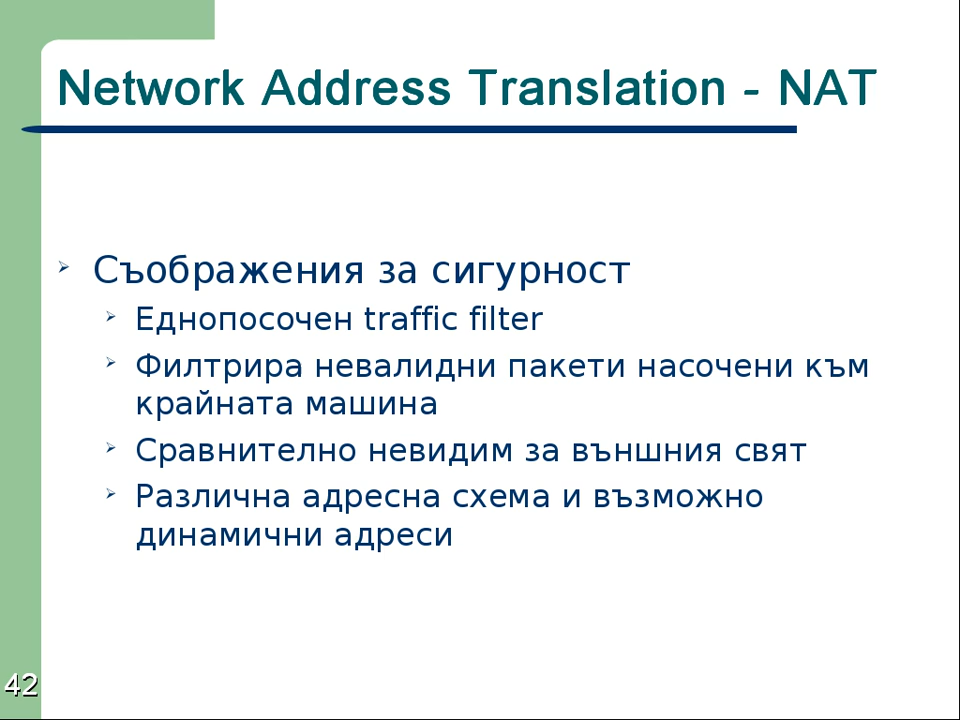 Network Address Translation - NAT
Съображения за сигурност
Еднопосочен traffic filter
Филтрира невалидни пакети насочени към
крайната машина
Сравнително невидим за външния свят
Различна адресна схема и възможно
динамични адреси
42